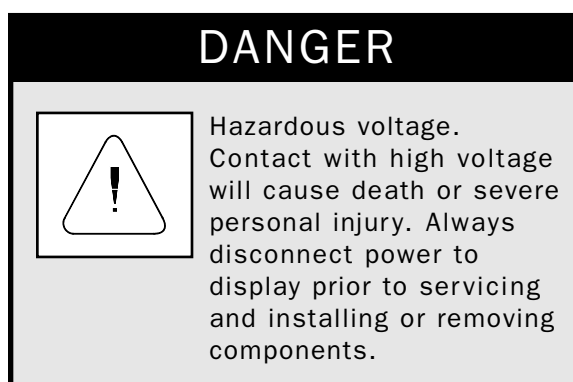 DANGER
Hazardous voltage.
Contact with high voltage
will cause death or severe
personal injury. Always
disconnect power to
display prior to servicing
and installing or removing
components.